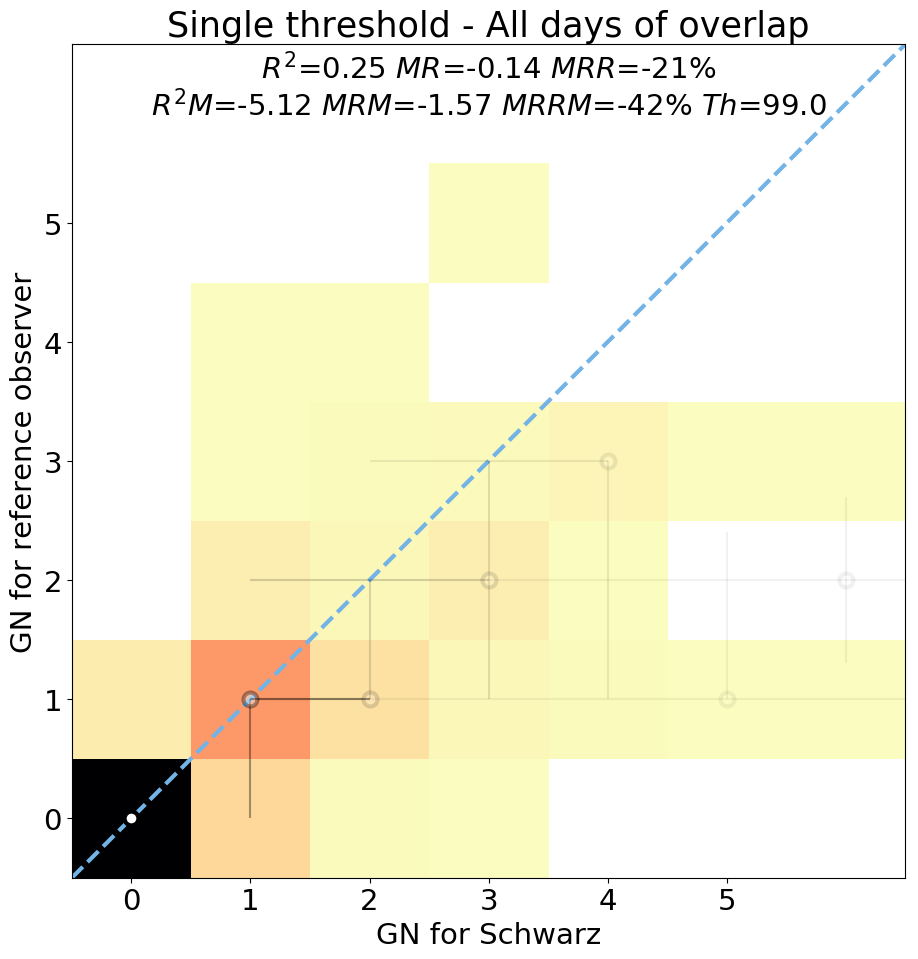 Single threshold - All days of overlap
R²=0.25 MR=-0.14 MRR=-21%
R²M=-5.12 MRM=-1.57 MRRM=-42% Th=99.0
GN for reference observer
5
4
3
2
1
0
0 1 2 3 4 5
GN for Schwarz